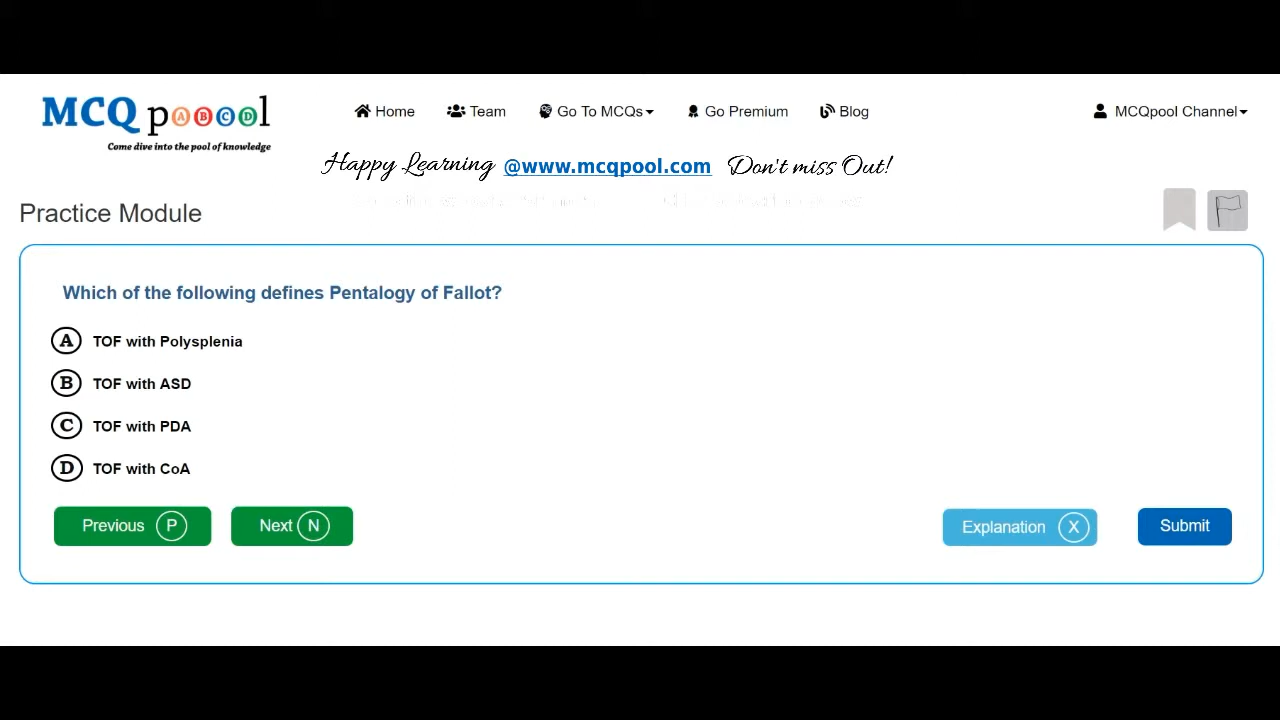 MCQ pooool
Come dive into the pool of knowledge
Home Team Go To MCQs Go Premium Blog MCQpool Channel
Happy Learning @www.mcqpool.com Don't miss Out!
Practice Module
Which of the following defines Pentalogy of Fallot?
A TOF with Polysplenia
B TOF with ASD
C TOF with PDA
D TOF with CoA
Previous P Next N Explanation X Submit